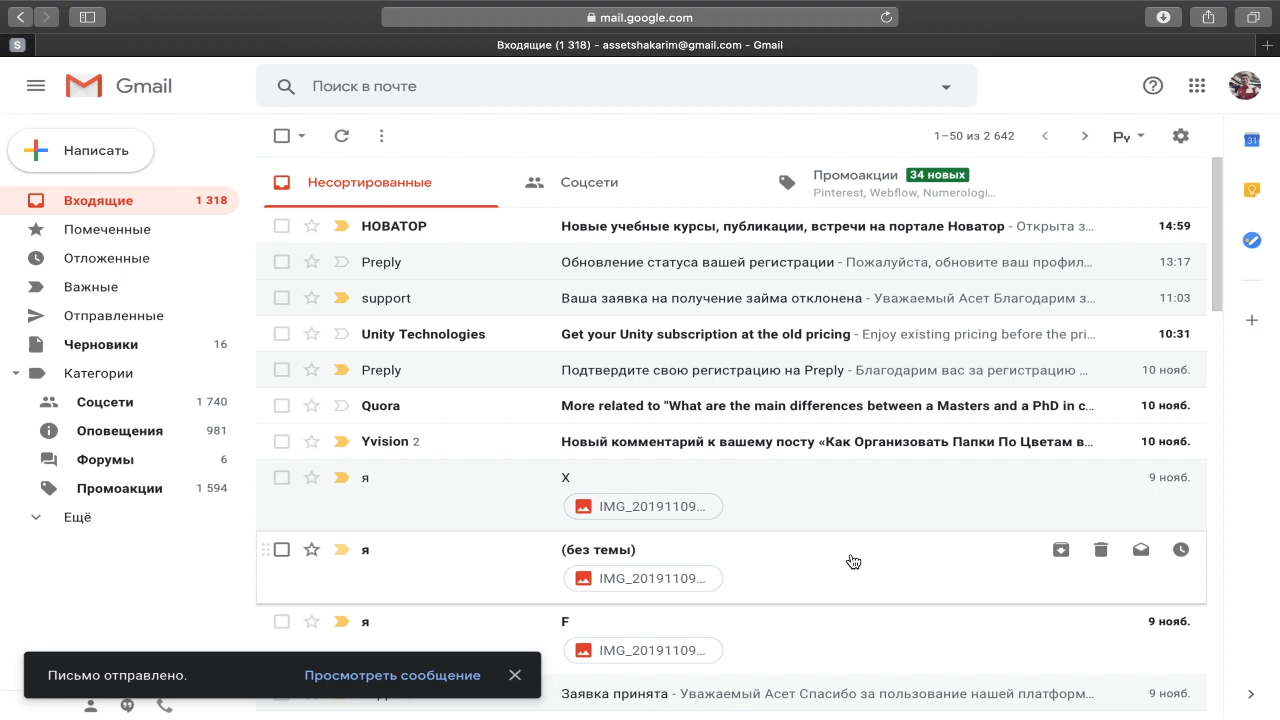 mail.google.com
S
Входящие (1 318) - assetshakarim@gmail.com - Gmail
Gmail
Поиск в почте
Написать
1–50 из 2 642
Ру
31
Несортированные
Соцсети
Промоакции 34 новых
Pinterest, Webflow, Numerologi...
Входящие 1 318
Помеченные
Отложенные
Важные
Отправленные
Черновики 16
Категории
Соцсети 1 740
Оповещения 981
Форумы 6
Промоакции 1 594
Ещё
НОВАТОР Новые учебные курсы, публикации, встречи на портале Новатор - Открыта з... 14:59
Preply Обновление статуса вашей регистрации - Пожалуйста, обновите ваш профил... 13:17
support Ваша заявка на получение займа отклонена - Уважаемый Асет Благодарим з... 11:03
Unity Technologies Get your Unity subscription at the old pricing - Enjoy existing pricing before the pri... 10:31
Preply Подтвердите свою регистрацию на Preply - Благодарим вас за регистрацию ... 10 нояб.
Quora More related to "What are the main differences between a Masters and a PhD in c... 10 нояб.
Yvision 2 Новый комментарий к вашему посту «Как Организовать Папки По Цветам в... 10 нояб.
я X 9 нояб.
IMG_20191109...
я (без темы)
IMG_20191109...
я F 9 нояб.
IMG_20191109...
Заявка принята - Уважаемый Асет Спасибо за пользование нашей платформ... 9 нояб.
Письмо отправлено. Просмотреть сообщение